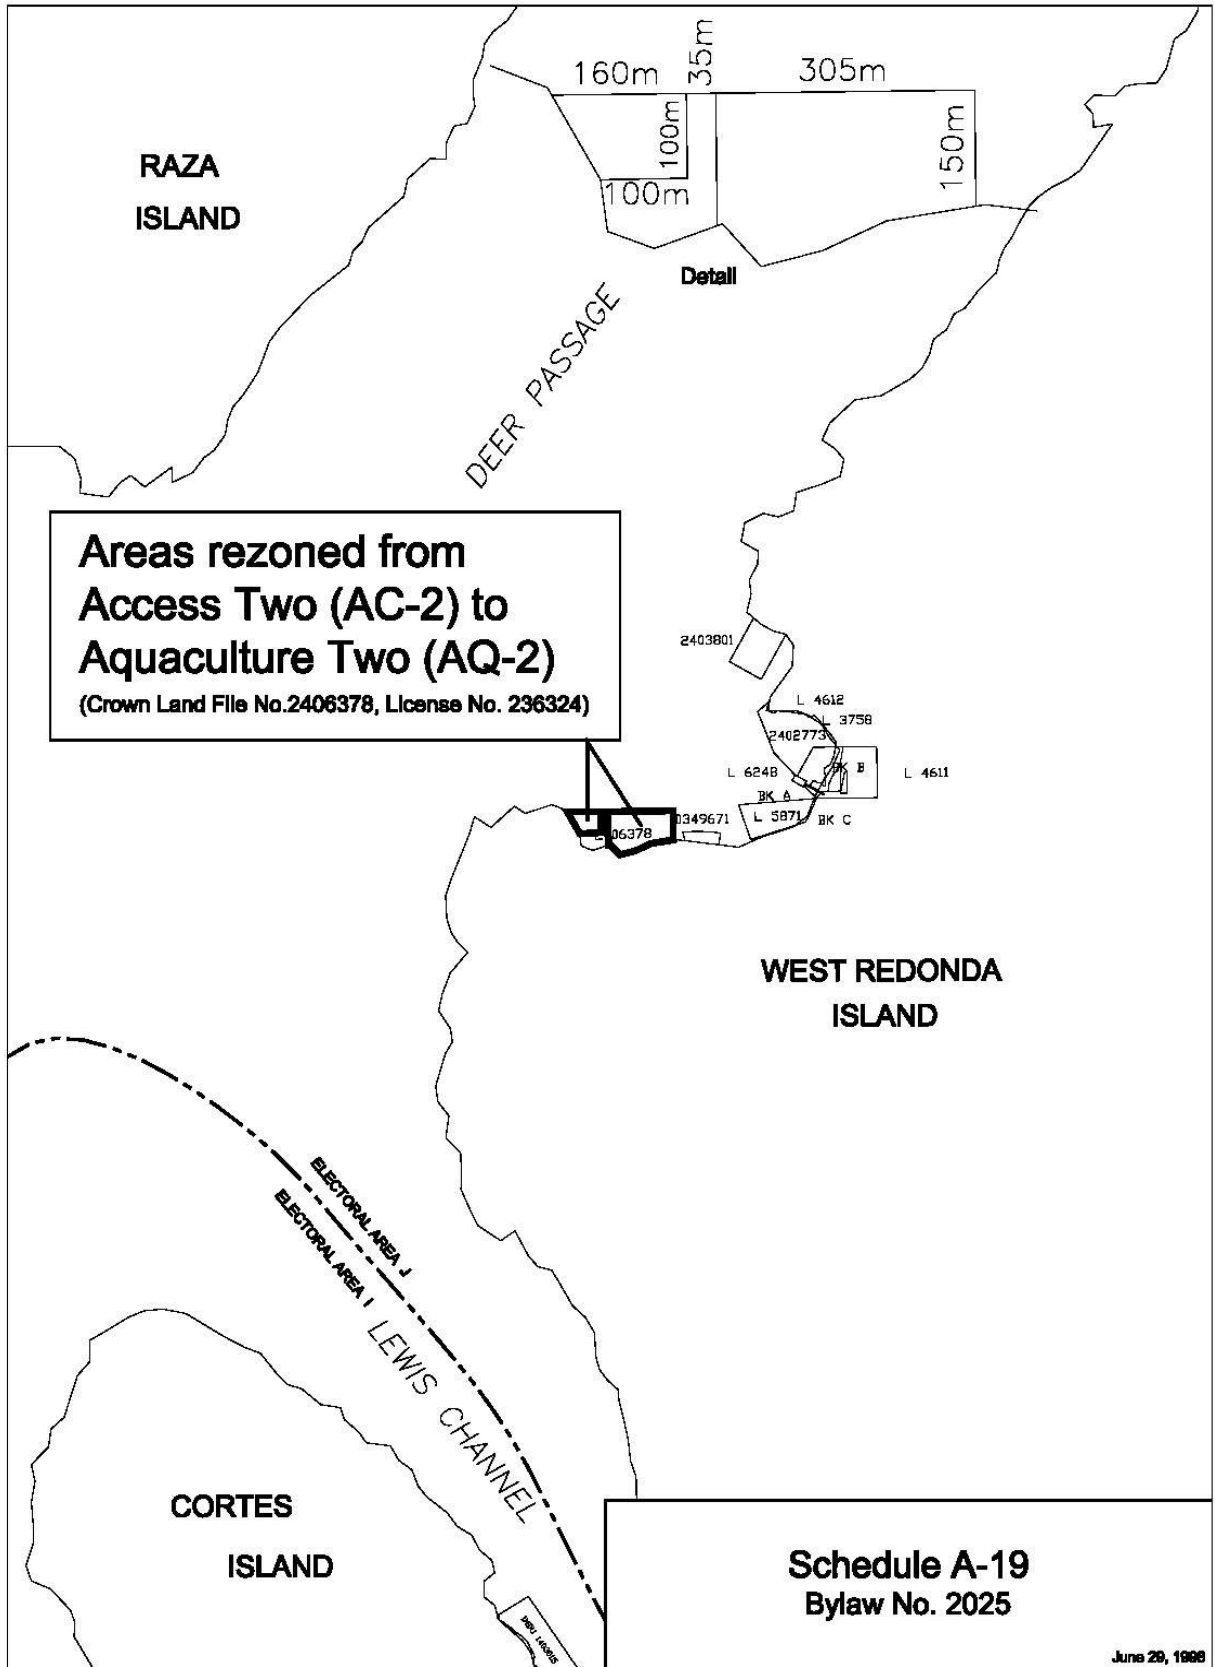 160m
35m
305m
100m
150m
100m
RAZA
ISLAND
Detail
DEER PASSAGE
Areas rezoned from
Access Two (AC-2) to
Aquaculture Two (AQ-2)
(Crown Land File No.2406378, License No. 236324)
2403801
L 4612
L 3758
2402773
L 6248
BK B
L 4611
BK A
0349671
L 5871
BK C
06378
WEST REDONDA
ISLAND
ELECTORAL AREA J
ELECTORAL AREA I
LEWIS CHANNEL
CORTES
ISLAND
Schedule A-19
Bylaw No. 2025
June 29, 1998